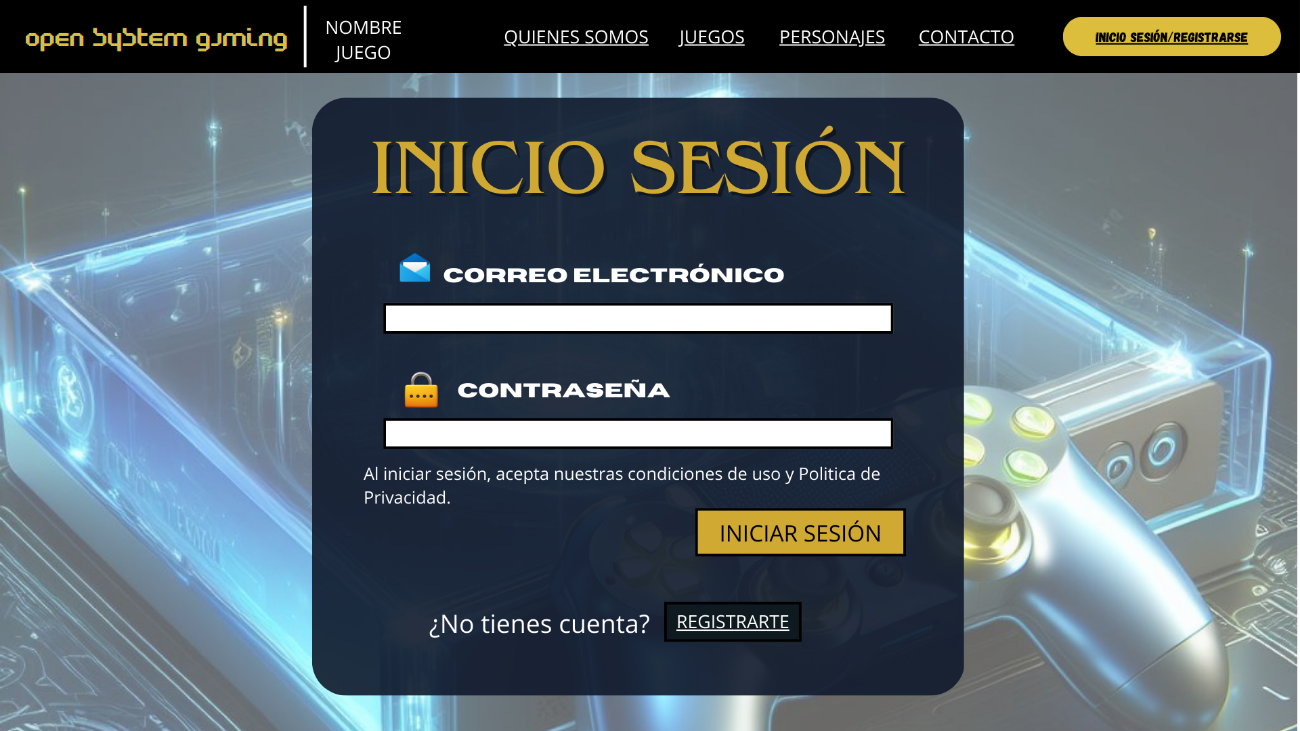 open system gaming
NOMBRE
JUEGO
QUIENES SOMOS
JUEGOS
PERSONAJES
CONTACTO
INICIO SESIÓN/REGISTRARSE
INICIO SESIÓN
CORREO ELECTRÓNICO
CONTRASEÑA
Al iniciar sesión, acepta nuestras condiciones de uso y Politica de
Privacidad.
INICIAR SESIÓN
¿No tienes cuenta?
REGISTRARTE